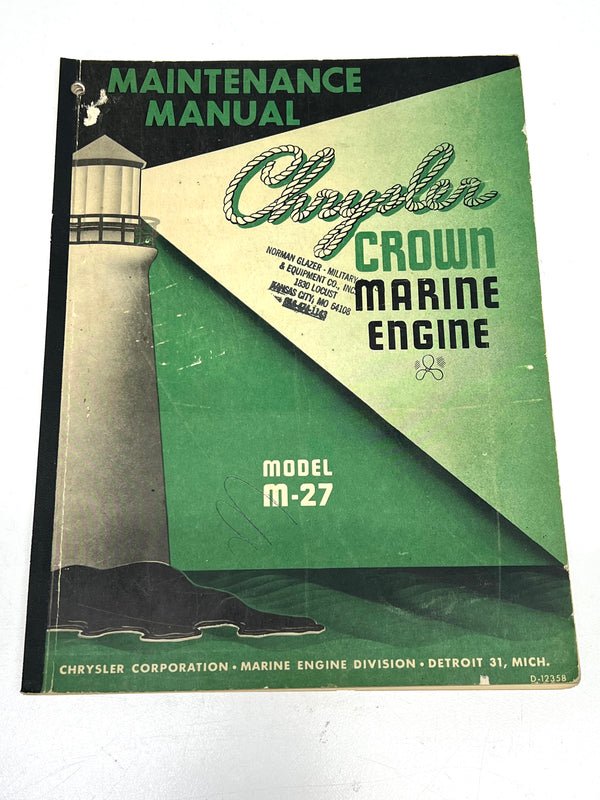 MAINTENANCE
MANUAL
Chrysler
CROWN
MARINE
ENGINE
NORMAN GLAZER - MILITARY
& EQUIPMENT CO., INC.
1830 LOCUST
KANSAS CITY, MO 64108
MODEL
M-27
CHRYSLER CORPORATION • MARINE ENGINE DIVISION • DETROIT 31, MICH.
D-12358